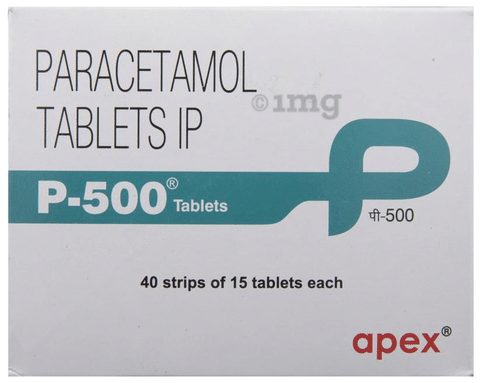 PARACETAMOL
©1mg
TABLETS IP
P-500® Tablets
पी-500
40 strips of 15 tablets each
apex®